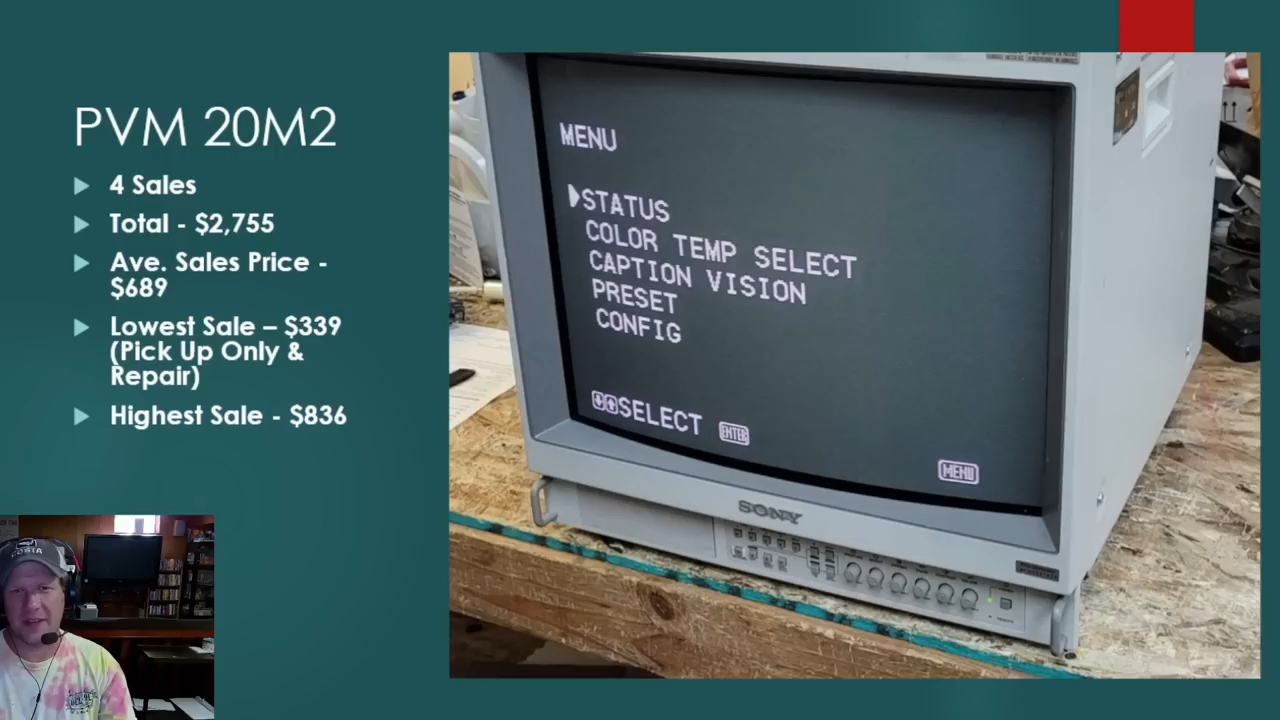 PVM 20M2
4 Sales
Total - $2,755
Ave. Sales Price -
$689
Lowest Sale – $339
(Pick Up Only &
Repair)
Highest Sale - $836
MENU
STATUS
COLOR TEMP SELECT
CAPTION VISION
PRESET
CONFIG
SELECT ENTER
MENU
SONY